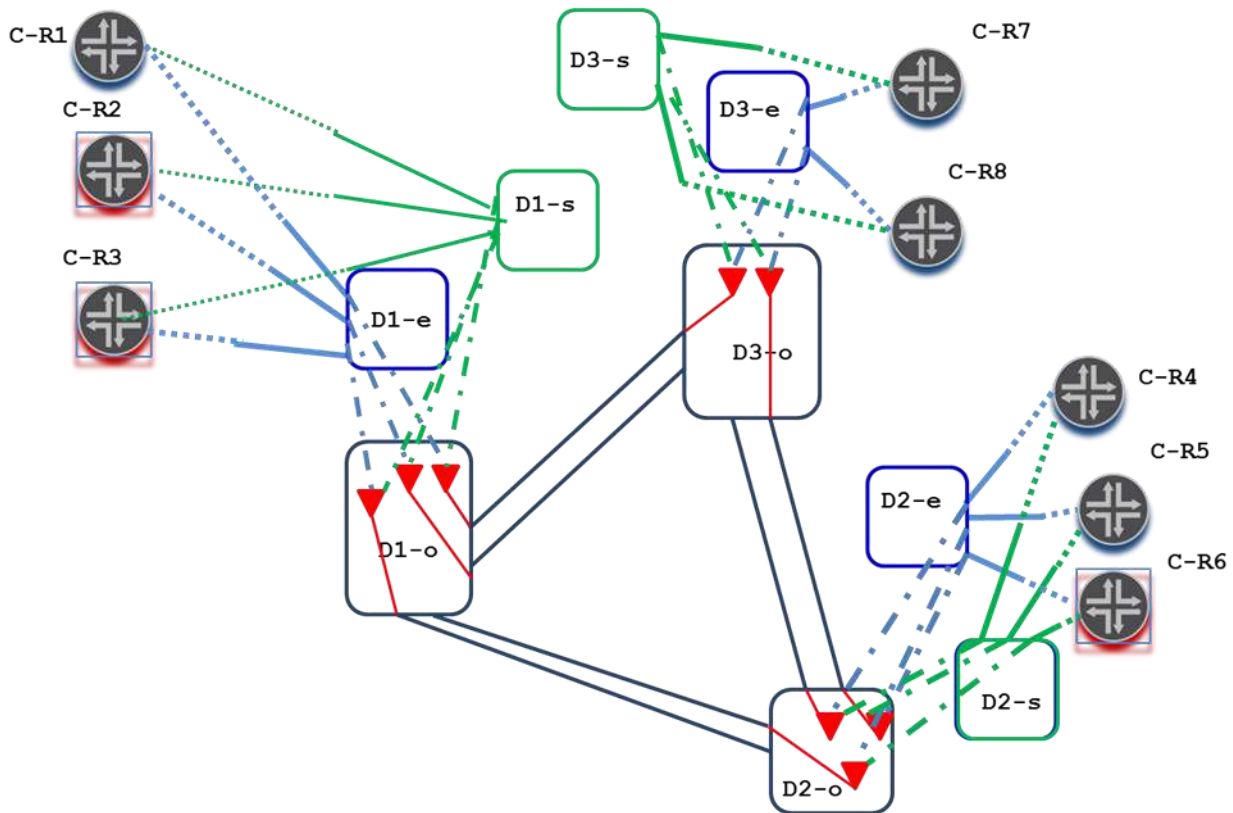 C-R1
C-R2
C-R3
D1-s
D1-e
D1-o
D3-s
D3-e
D3-o
C-R7
C-R8
C-R4
C-R5
C-R6
D2-e
D2-s
D2-o